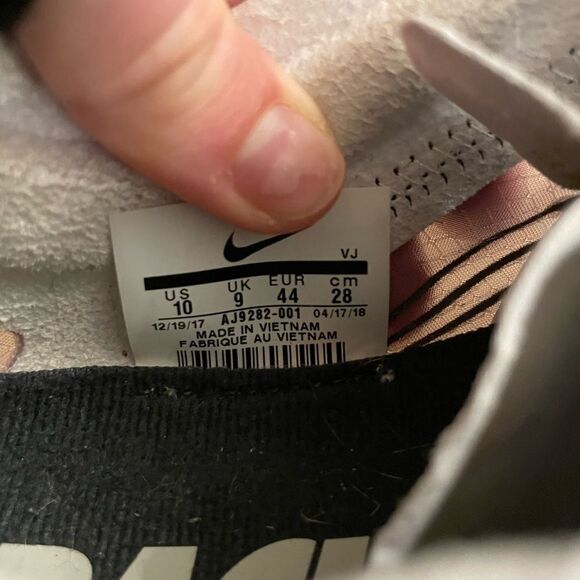 VJ
US UK EUR cm
10 9 44 28
12/19/17 AJ9282-001 04/17/18
MADE IN VIETNAM
FABRIQUE AU VIETNAM